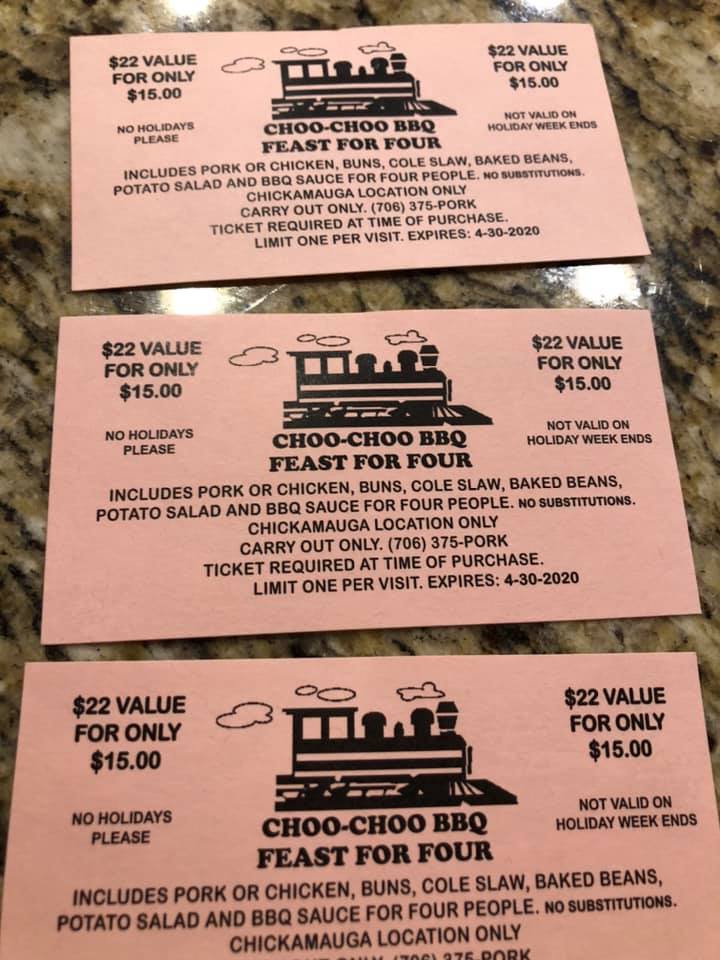 $22 VALUE
FOR ONLY
$15.00
NO HOLIDAYS
PLEASE
$22 VALUE
FOR ONLY
$15.00
NOT VALID ON
HOLIDAY WEEK ENDS
CHOO-CHOO BBQ
FEAST FOR FOUR
INCLUDES PORK OR CHICKEN, BUNS, COLE SLAW, BAKED BEANS,
POTATO SALAD AND BBQ SAUCE FOR FOUR PEOPLE. NO SUBSTITUTIONS.
CHICKAMAUGA LOCATION ONLY
CARRY OUT ONLY. (706) 375-PORK
TICKET REQUIRED AT TIME OF PURCHASE.
LIMIT ONE PER VISIT. EXPIRES: 4-30-2020
$22 VALUE
FOR ONLY
$15.00
NO HOLIDAYS
PLEASE
$22 VALUE
FOR ONLY
$15.00
NOT VALID ON
HOLIDAY WEEK ENDS
CHOO-CHOO BBQ
FEAST FOR FOUR
INCLUDES PORK OR CHICKEN, BUNS, COLE SLAW, BAKED BEANS,
POTATO SALAD AND BBQ SAUCE FOR FOUR PEOPLE. NO SUBSTITUTIONS.
CHICKAMAUGA LOCATION ONLY
CARRY OUT ONLY. (706) 375-PORK
TICKET REQUIRED AT TIME OF PURCHASE.
LIMIT ONE PER VISIT. EXPIRES: 4-30-2020
$22 VALUE
FOR ONLY
$15.00
NO HOLIDAYS
PLEASE
$22 VALUE
FOR ONLY
$15.00
NOT VALID ON
HOLIDAY WEEK ENDS
CHOO-CHOO BBQ
FEAST FOR FOUR
INCLUDES PORK OR CHICKEN, BUNS, COLE SLAW, BAKED BEANS,
POTATO SALAD AND BBQ SAUCE FOR FOUR PEOPLE. NO SUBSTITUTIONS.
CHICKAMAUGA LOCATION ONLY
(706) 375-PORK